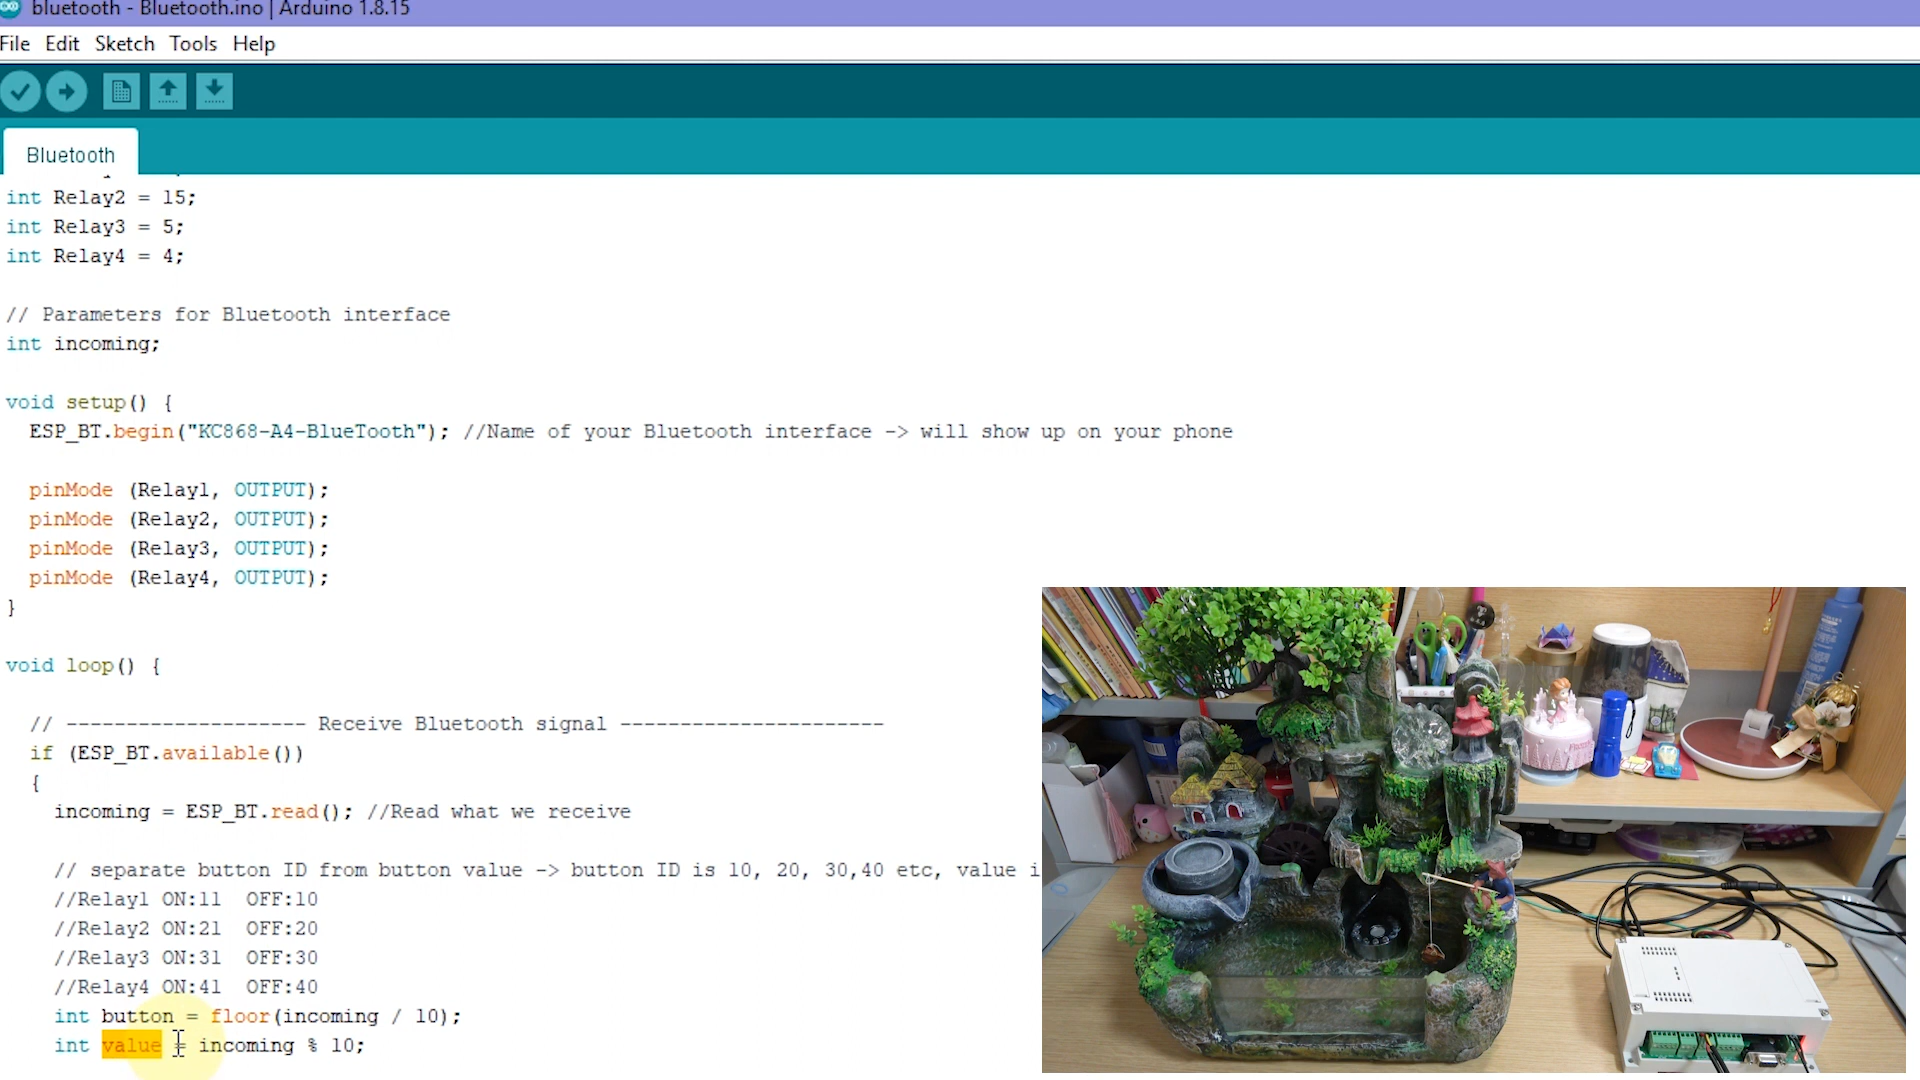 bluetooth - Bluetooth.ino | Arduino 1.8.15
File Edit Sketch Tools Help
Bluetooth
int Relay2 = 15;
int Relay3 = 5;
int Relay4 = 4;
// Parameters for Bluetooth interface
int incoming;
void setup() {
ESP_BT.begin("KC868-A4-BlueTooth"); //Name of your Bluetooth interface -> will show up on your phone
pinMode (Relay1, OUTPUT);
pinMode (Relay2, OUTPUT);
pinMode (Relay3, OUTPUT);
pinMode (Relay4, OUTPUT);
}
void loop() {
// -------------------- Receive Bluetooth signal ----------------------
if (ESP_BT.available())
{
incoming = ESP_BT.read(); //Read what we receive
// separate button ID from button value -> button ID is 10, 20, 30,40 etc, value
//Relay1 ON:11 OFF:10
//Relay2 ON:21 OFF:20
//Relay3 ON:31 OFF:30
//Relay4 ON:41 OFF:40
int button = floor(incoming / 10);
int value = incoming % 10;